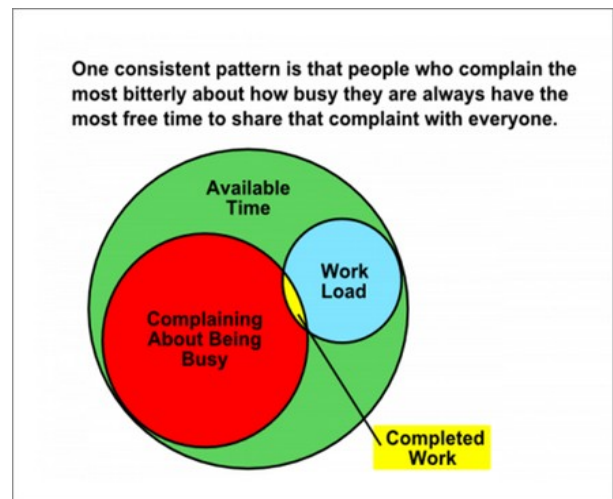 One consistent pattern is that people who complain the
most bitterly about how busy they are always have the
most free time to share that complaint with everyone.
Available
Time
Work
Load
Complaining
About Being
Busy
Completed
Work